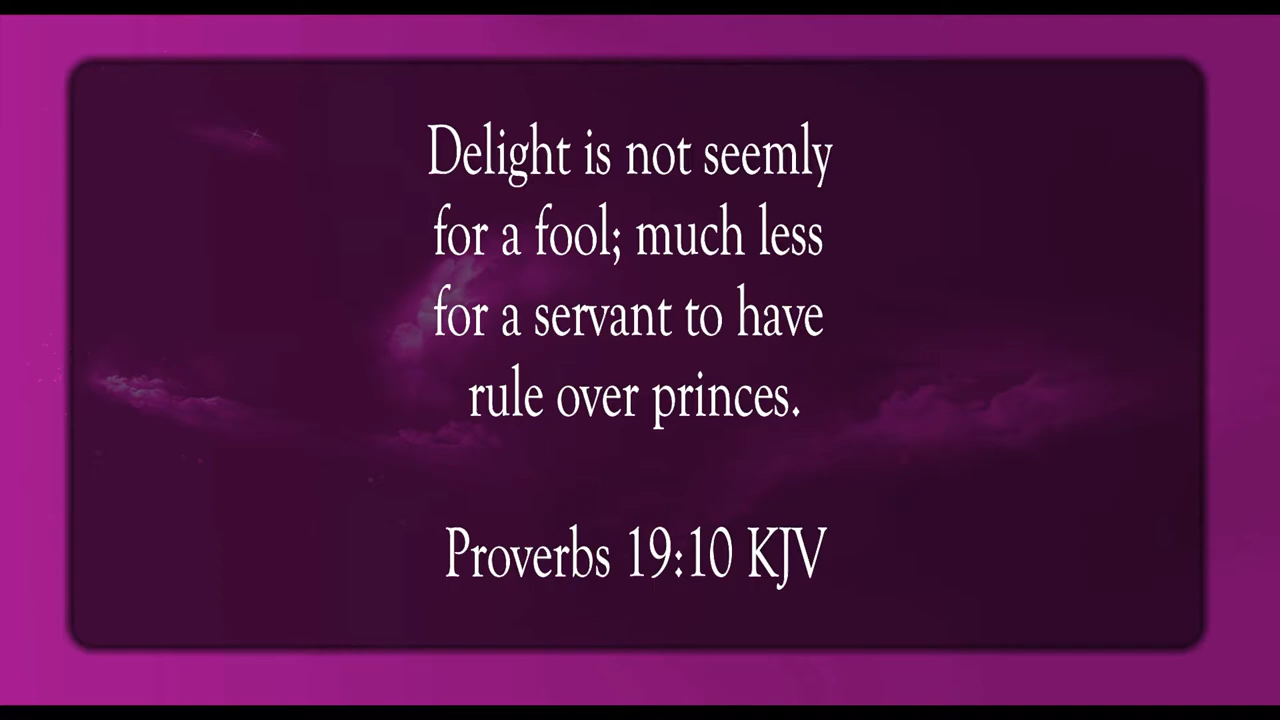 Delight is not seemly
for a fool; much less
for a servant to have
rule over princes.
Proverbs 19:10 KJV